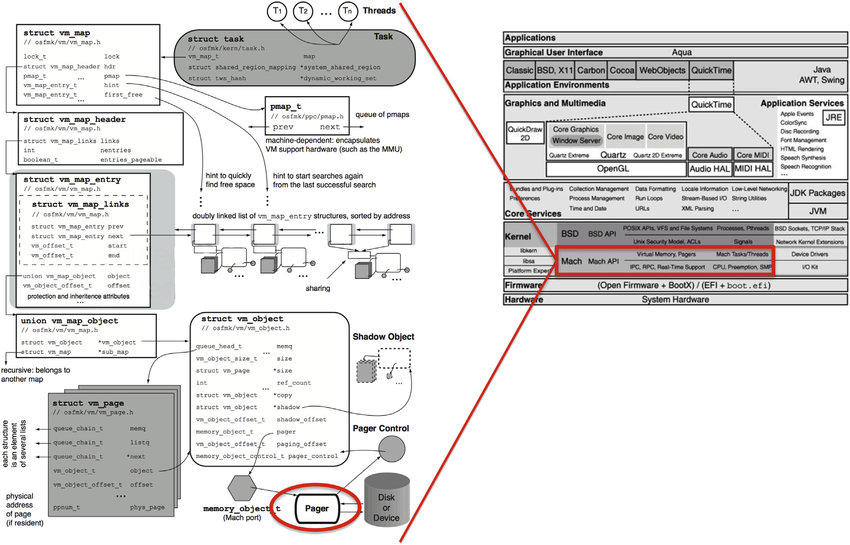 T1 T2 ... Tn Threads
struct task Task
// osfmk/kern/task.h
vm_map_t map
struct shared_region_mapping *system_shared_region
struct tws_hash *dynamic_working_set
struct vm_map
// osfmk/vm/vm_map.h
lock_t lock
struct vm_map_header hdr
pmap_t pmap
...
vm_map_entry_t hint
vm_map_entry_t first_free
...
pmap_t
// osfmk/ppc/pmap.h
prev next
queue of pmaps
machine-dependent: encapsulates
VM support hardware (such as the MMU)
struct vm_map_header
// osfmk/vm/vm_map.h
struct vm_map_links links
int nentries
boolean_t entries_pageable
hint to quickly
find free space
hint to start searches again
from the last successful search
struct vm_map_entry
// osfmk/vm/vm_map.h
struct vm_map_links
// osfmk/vm/vm_map.h
struct vm_map_entry prev
struct vm_map_entry next
vm_offset_t start
vm_offset_t end
union vm_map_object object
vm_object_offset_t offset
protection and inheritence attributes
...
doubly linked list of vm_map_entry structures, sorted by address
...
sharing
union vm_map_object
// osfmk/vm/vm_map.h
struct vm_object *vm_object
struct vm_map *sub_map
recursive: belongs to
another map
struct vm_object
// osfmk/vm/vm_object.h
queue_head_t memq
...
vm_object_size_t size
struct vm_page *size
int ref_count
...
struct vm_object *copy
struct vm_object *shadow
vm_object_offset_t shadow_offset
memory_object_t pager
vm_object_offset_t paging_offset
memory_object_control_t pager_control
Shadow Object
...
Pager Control
struct vm_page
// osfmk/vm/vm_page.h
queue_chain_t memq
queue_chain_t listq
queue_chain_t *next
vm_object_t object
vm_object_offset_t offset
...
ppnum_t phys_page
each structure
is an element
of several lists
physical
address
of page
(if resident)
memory_object_t
(Mach port)
Pager
Disk
or
Device
Applications
Graphical User Interface Aqua
Classic BSD, X11 Carbon Cocoa WebObjects QuickTime Java
AWT, Swing
Application Environments
Graphics and Multimedia QuickTime Application Services
QuickDraw
2D
Core Graphics
Window Server
Core Image Core Video
Quartz Extreme Quartz Quartz 2D Extreme
OpenGL
Core Audio Core MIDI
Audio HAL MIDI HAL
Apple Events
ColorSync
Disc Recording
Font Management
HTML Rendering
Speech Synthesis
Speech Recognition
...
JRE
Bundles and Plug-ins Collection Management Data Formatting Locale Information Low-Level Networking
Preferences Process Management Run Loops Stream-Based I/O String Utilities
Time and Date URLs XML Parsing ...
Core Services
JDK Packages
JVM
Kernel
libkern
libsa
Platform Expert
BSD BSD API
POSIX APIs, VFS and File Systems Processes, Pthreads
Unix Security Model, ACLs Signals
BSD Sockets, TCP/IP Stack
Network Kernel Extensions
Mach Mach API
Virtual Memory, Pagers Mach Tasks/Threads
IPC, RPC, Real-Time Support CPU, Preemption, SMP
Device Drivers
I/O Kit
Firmware (Open Firmware + BootX) / (EFI + boot.efi)
Hardware System Hardware